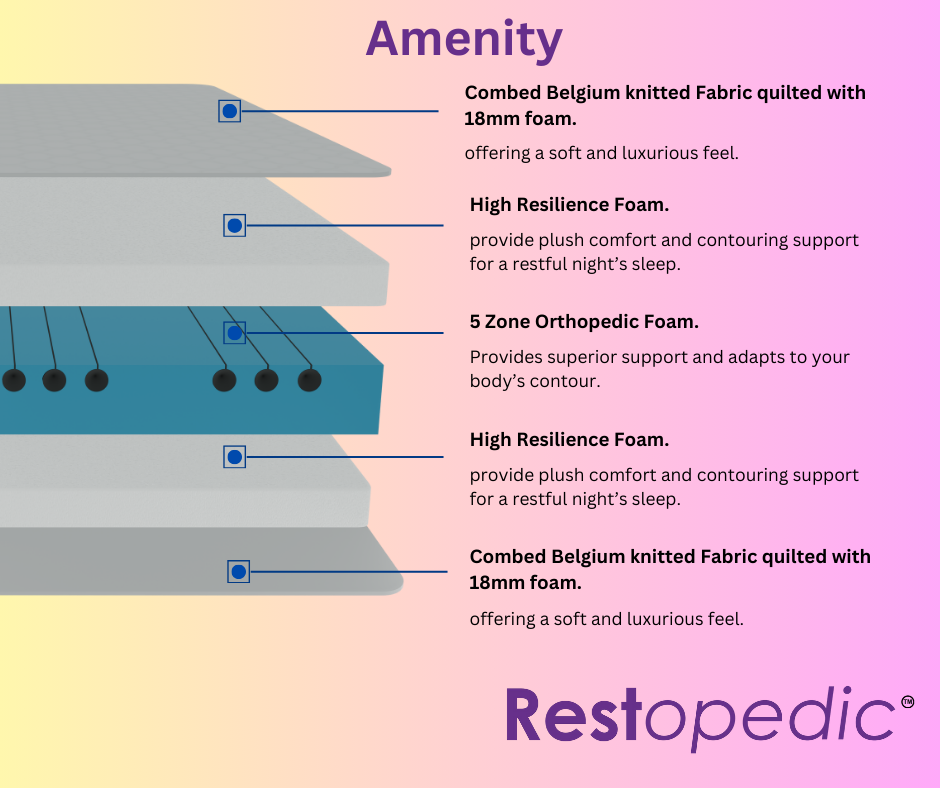 Amenity
Combed Belgium knitted Fabric quilted with
18mm foam.
offering a soft and luxurious feel.
High Resilience Foam.
provide plush comfort and contouring support
for a restful night’s sleep.
5 Zone Orthopedic Foam.
Provides superior support and adapts to your
body’s contour.
High Resilience Foam.
provide plush comfort and contouring support
for a restful night’s sleep.
Combed Belgium knitted Fabric quilted with
18mm foam.
offering a soft and luxurious feel.
Restopedic™